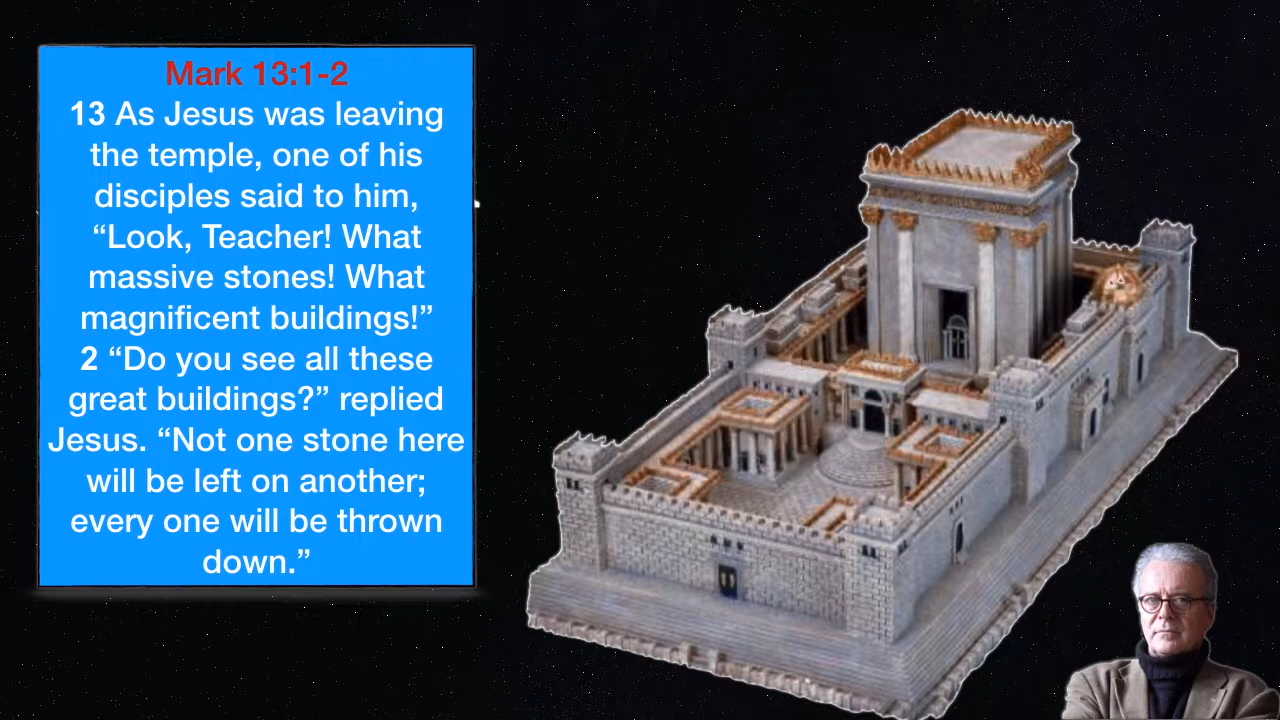 Mark 13:1-2
13 As Jesus was leaving
the temple, one of his
disciples said to him,
“Look, Teacher! What
massive stones! What
magnificent buildings!”
2 “Do you see all these
great buildings?” replied
Jesus. “Not one stone here
will be left on another;
every one will be thrown
down.”